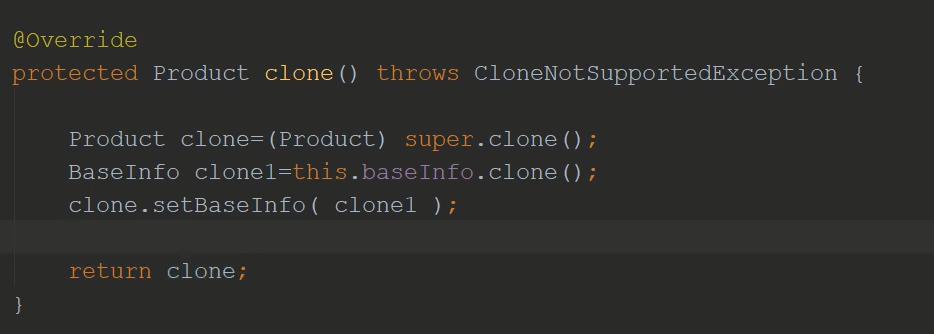 @Override
protected Product clone() throws CloneNotSupportedException {
Product clone=(Product) super.clone();
BaseInfo clone1=this.baseInfo.clone();
clone.setBaseInfo( clone1 );
return clone;
}